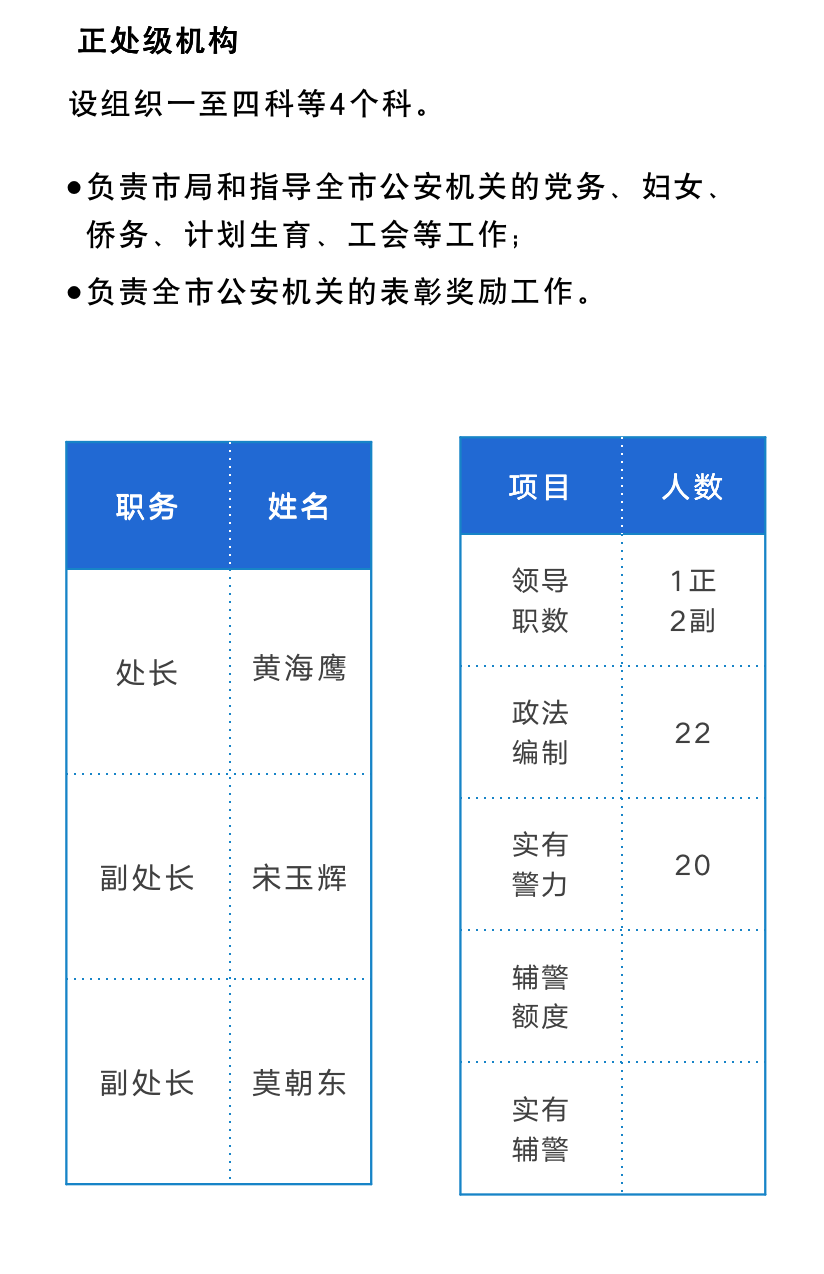 正处级机构
设组织一至四科等4个科。
●负责市局和指导全市公安机关的党务、妇女、
侨务、计划生育、工会等工作；
●负责全市公安机关的表彰奖励工作。
职务 姓名
处长 黄海鹰
副处长 宋玉辉
副处长 莫朝东
项目 人数
领导 1正
职数 2副
政法
编制 22
实有
警力 20
辅警
额度
实有
辅警